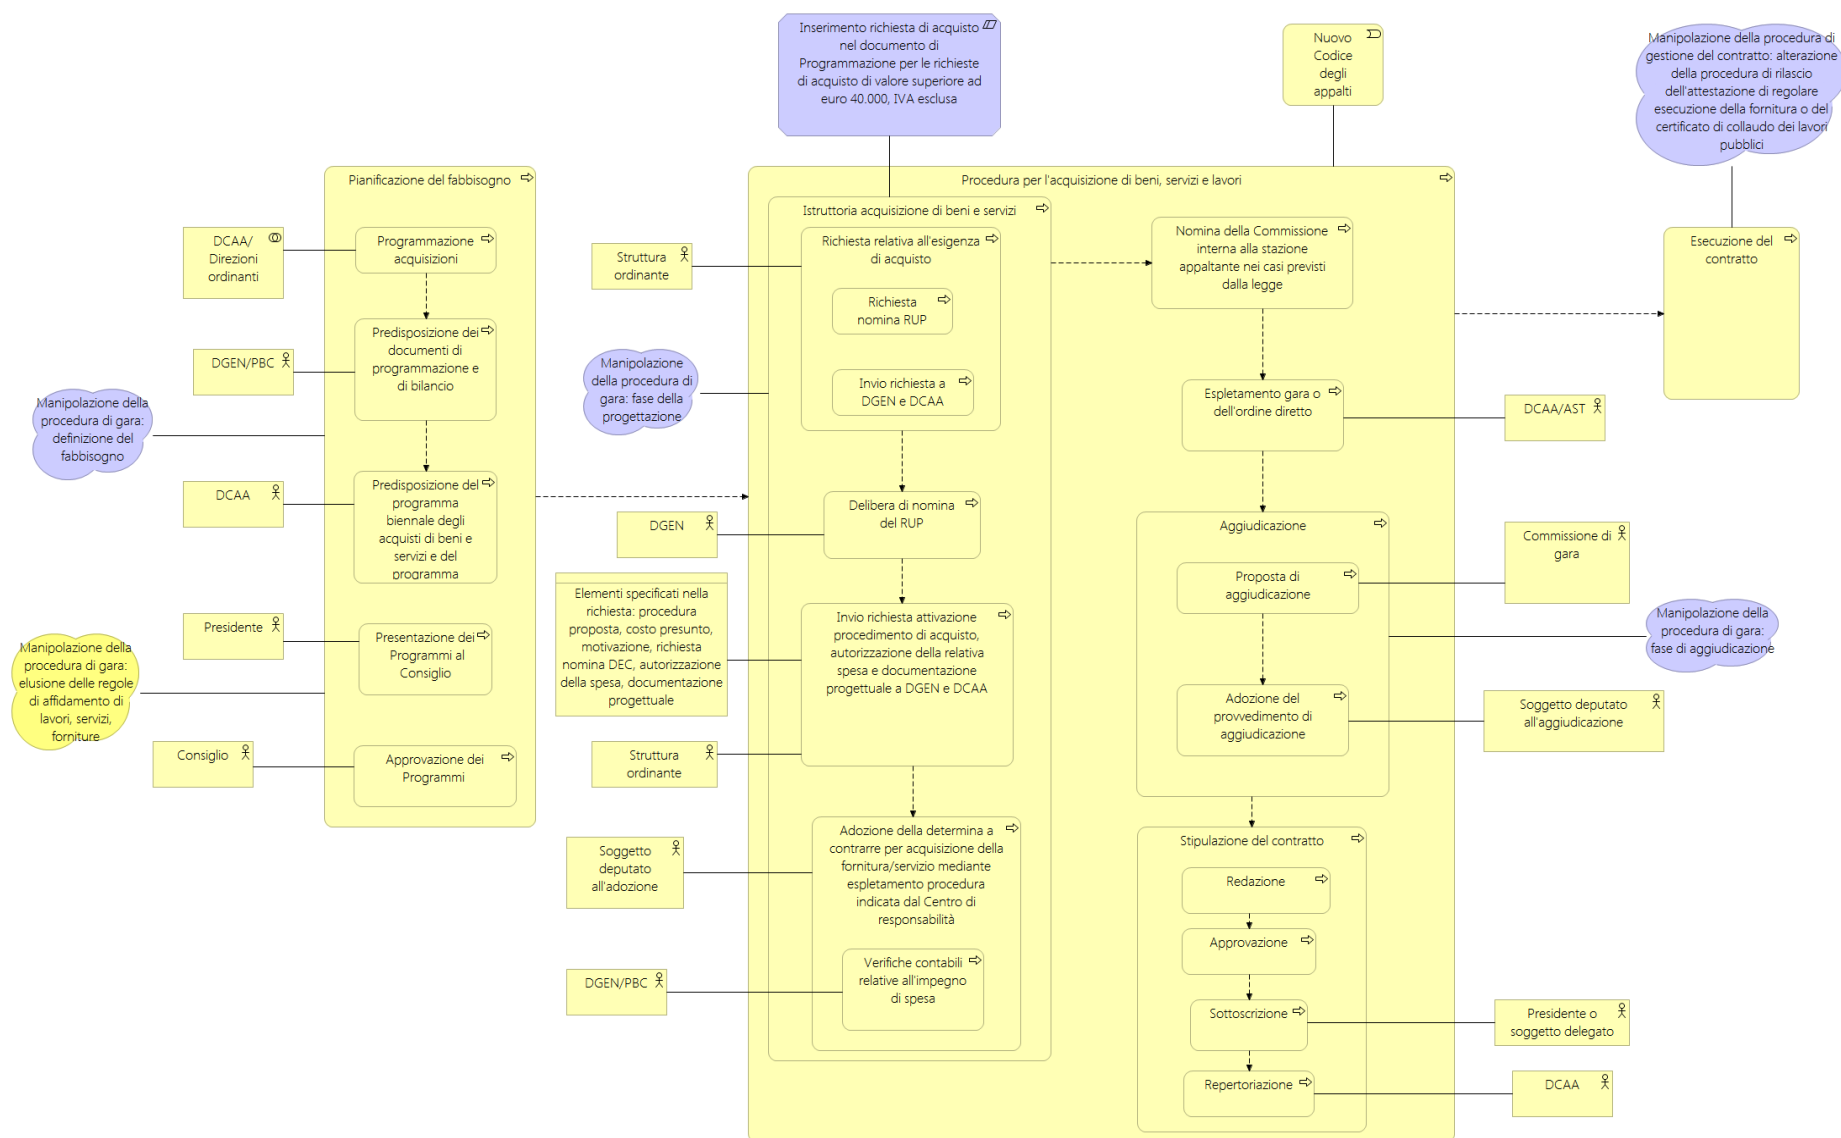 Inserimento richiesta di acquisto
nel documento di
Programmazione per le richieste
di acquisto di valore superiore ad
euro 40.000, IVA esclusa
Nuovo
Codice
degli
appalti
Manipolazione della procedura di
gestione del contratto: alterazione
della procedura di rilascio
dell'attestazione di regolare
esecuzione della fornitura o del
certificato di collaudo dei lavori
pubblici
Pianificazione del fabbisogno
DCAA/
Direzioni
ordinanti
Programmazione
acquisizioni
DGEN/PBC
Predisposizione dei
documenti di
programmazione e
di bilancio
Manipolazione della
procedura di gara:
definizione del
fabbisogno
DCAA
Predisposizione del
programma
biennale degli
acquisti di beni e
servizi e del
programma
Presidente
Presentazione dei
Programmi al
Consiglio
Manipolazione della
procedura di gara:
elusione delle regole
di affidamento di
lavori, servizi,
forniture
Consiglio
Approvazione dei
Programmi
Procedura per l'acquisizione di beni, servizi e lavori
Istruttoria acquisizione di beni e servizi
Struttura
ordinante
Richiesta relativa all'esigenza
di acquisto
Richiesta
nomina RUP
Manipolazione
della procedura di
gara: fase della
progettazione
Invio richiesta a
DGEN e DCAA
DGEN
Delibera di nomina
del RUP
Elementi specificati nella
richiesta: procedura
proposta, costo presunto,
motivazione, richiesta
nomina DEC, autorizzazione
della spesa, documentazione
progettuale
Invio richiesta attivazione
procedimento di acquisto,
autorizzazione della relativa
spesa e documentazione
progettuale a DGEN e DCAA
Struttura
ordinante
Soggetto
deputato
all'adozione
Adozione della determina a
contrarre per acquisizione della
fornitura/servizio mediante
espletamento procedura
indicata dal Centro di
responsabilità
DGEN/PBC
Verifiche contabili
relative all'impegno
di spesa
Nomina della Commissione
interna alla stazione
appaltante nei casi previsti
dalla legge
Espletamento gara o
dell'ordine diretto
DCAA/AST
Aggiudicazione
Proposta di
aggiudicazione
Commissione di
gara
Manipolazione della
procedura di gara:
fase di aggiudicazione
Adozione del
provvedimento di
aggiudicazione
Soggetto deputato
all'aggiudicazione
Stipulazione del contratto
Redazione
Approvazione
Sottoscrizione
Presidente o
soggetto delegato
Repertoriazione
DCAA
Esecuzione del
contratto